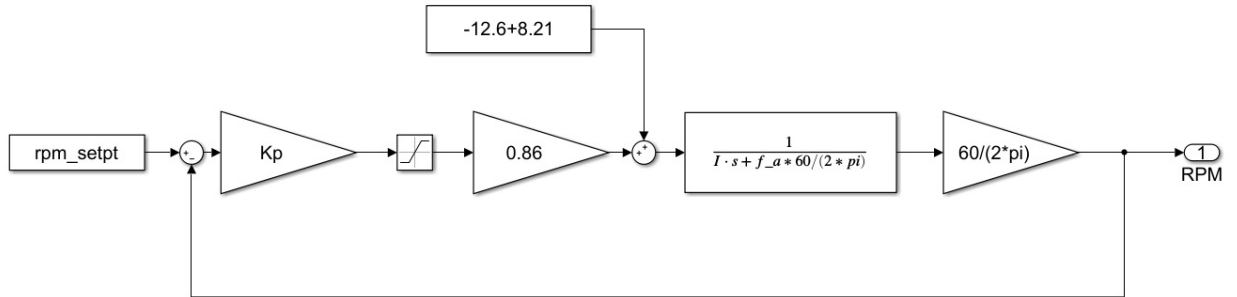 -12.6+8.21
rpm_setpt
+
−
Kp
0.86
+
+
1
I · s + f_a * 60/(2 * pi)
60/(2*pi)
1
RPM